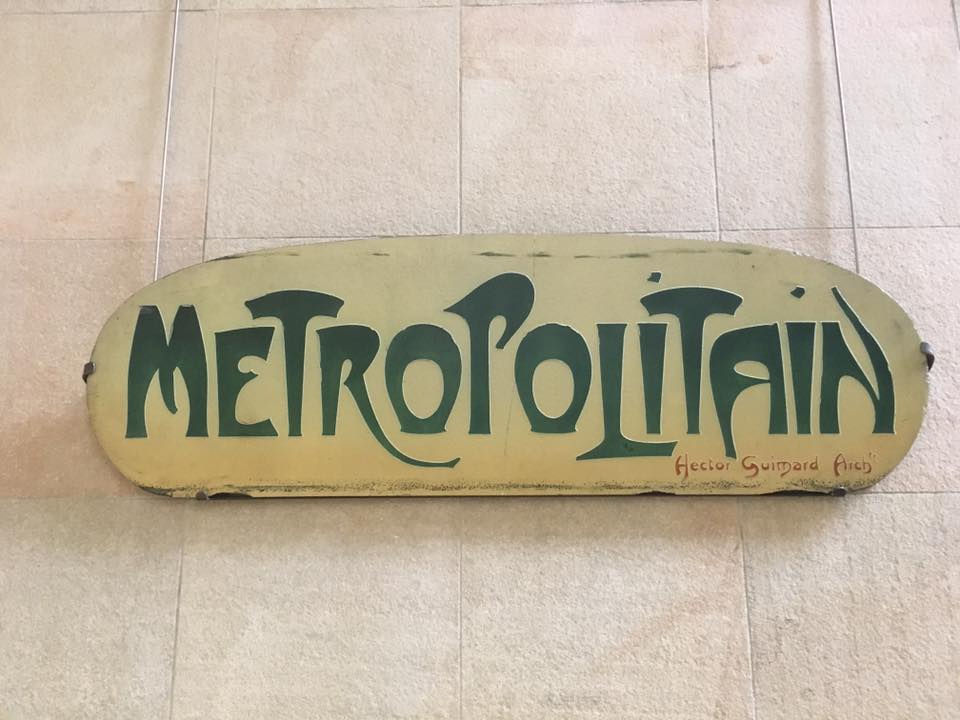 METROPOLITAIN
Hector Guimard Archte